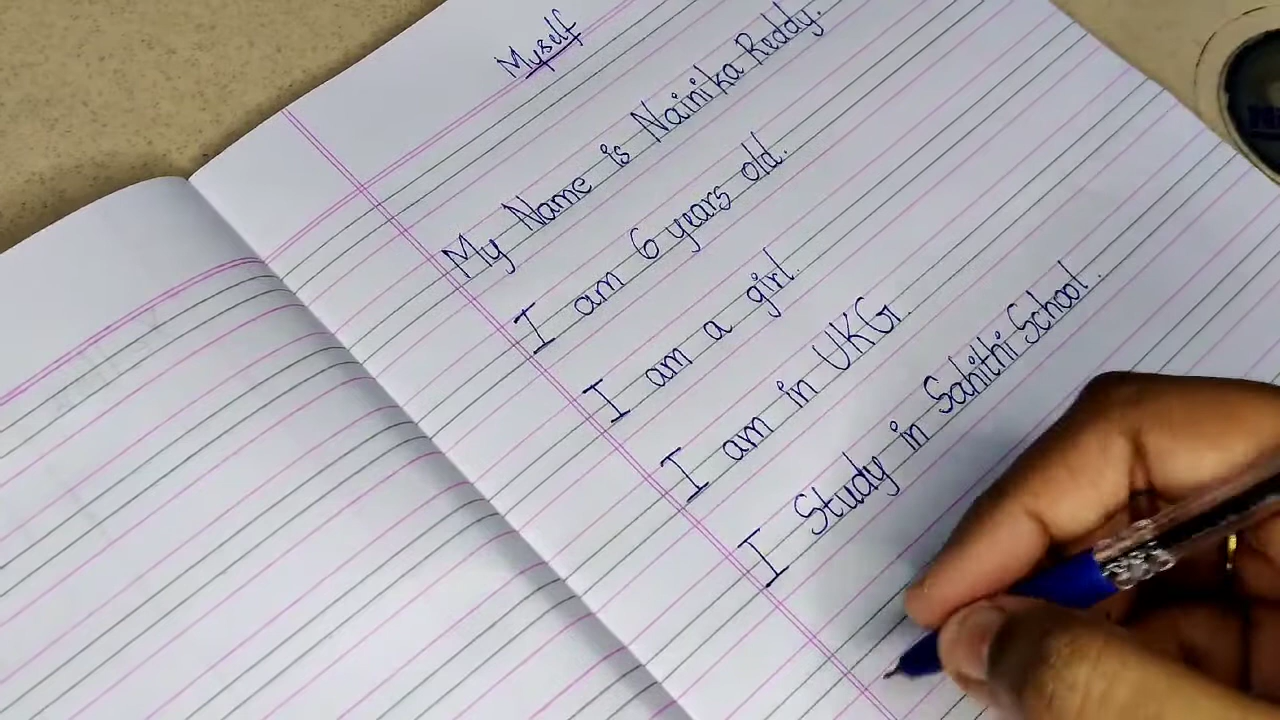 Myself
My Name is Nainika Reddy.
I am 6 years old.
I am a girl.
I am in UKG.
I Study in Sahithi School.